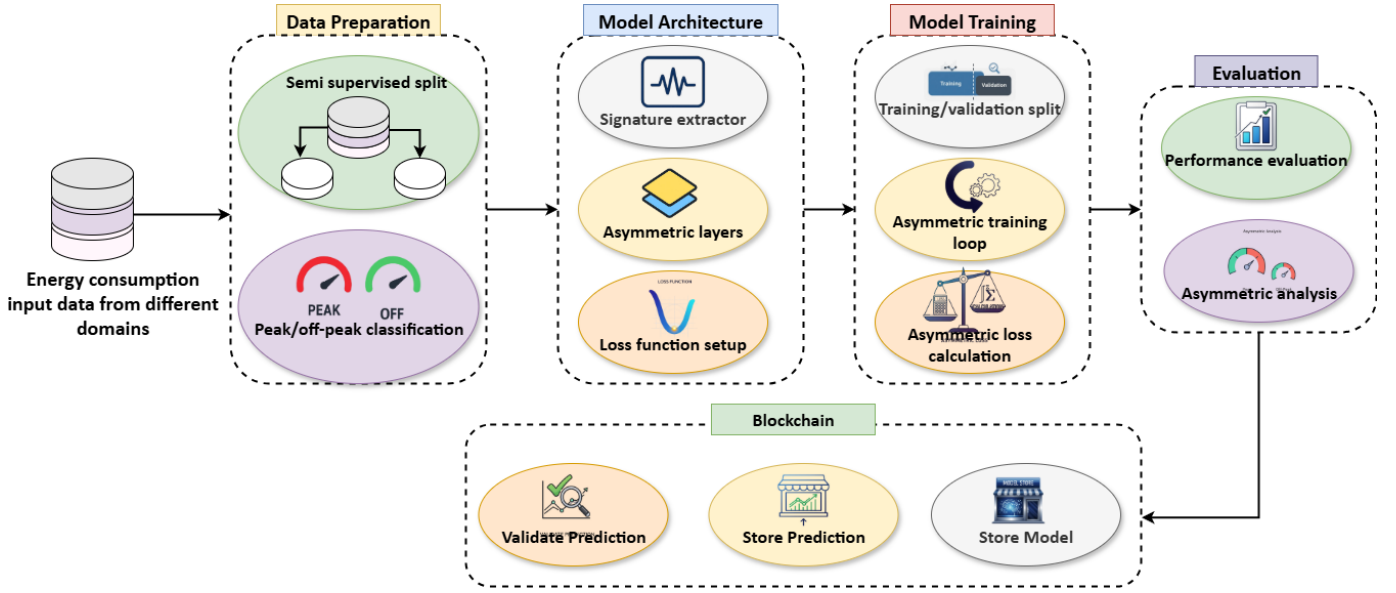 Data Preparation
Model Architecture
Model Training
Evaluation
Semi supervised split
Energy consumption
input data from different
domains
PEAK
OFF
Peak/off-peak classification
Signature extractor
Asymmetric layers
LOSS FUNCTION
Loss function setup
Training
Validation
Training/validation split
Asymmetric training
loop
Asymmetric loss
calculation
Performance evaluation
Asymmetric Analysis
Asymmetric analysis
Blockchain
Validate Prediction
Store Prediction
MODEL STORE
Store Model